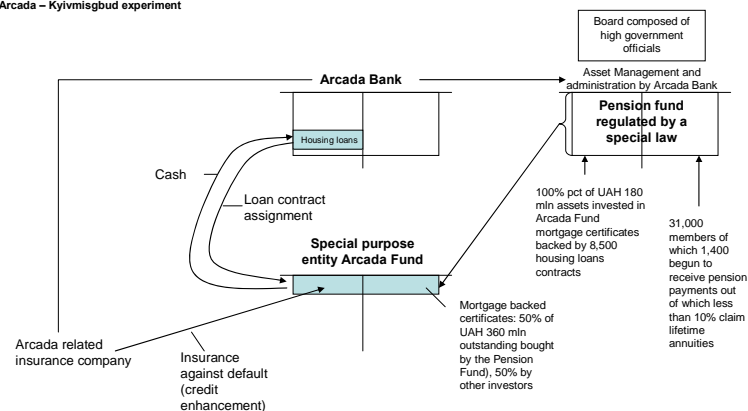 Arcada – Kyivmisgbud experiment
Board composed of
high government
officials
Arcada Bank
Asset Management and
administration by Arcada Bank
Pension fund
regulated by a
special law
Housing loans
Cash
Loan contract
assignment
Special purpose
entity Arcada Fund
100% pct of UAH 180
mln assets invested in
Arcada Fund
mortgage certificates
backed by 8,500
housing loans
contracts
31,000
members of
which 1,400
begun to
receive pension
payments out
of which less
than 10% claim
lifetime
annuities
Mortgage backed
certificates: 50% of
UAH 360 mln
outstanding bought
by the Pension
Fund), 50% by
other investors
Arcada related
insurance company
Insurance
against default
(credit
enhancement)